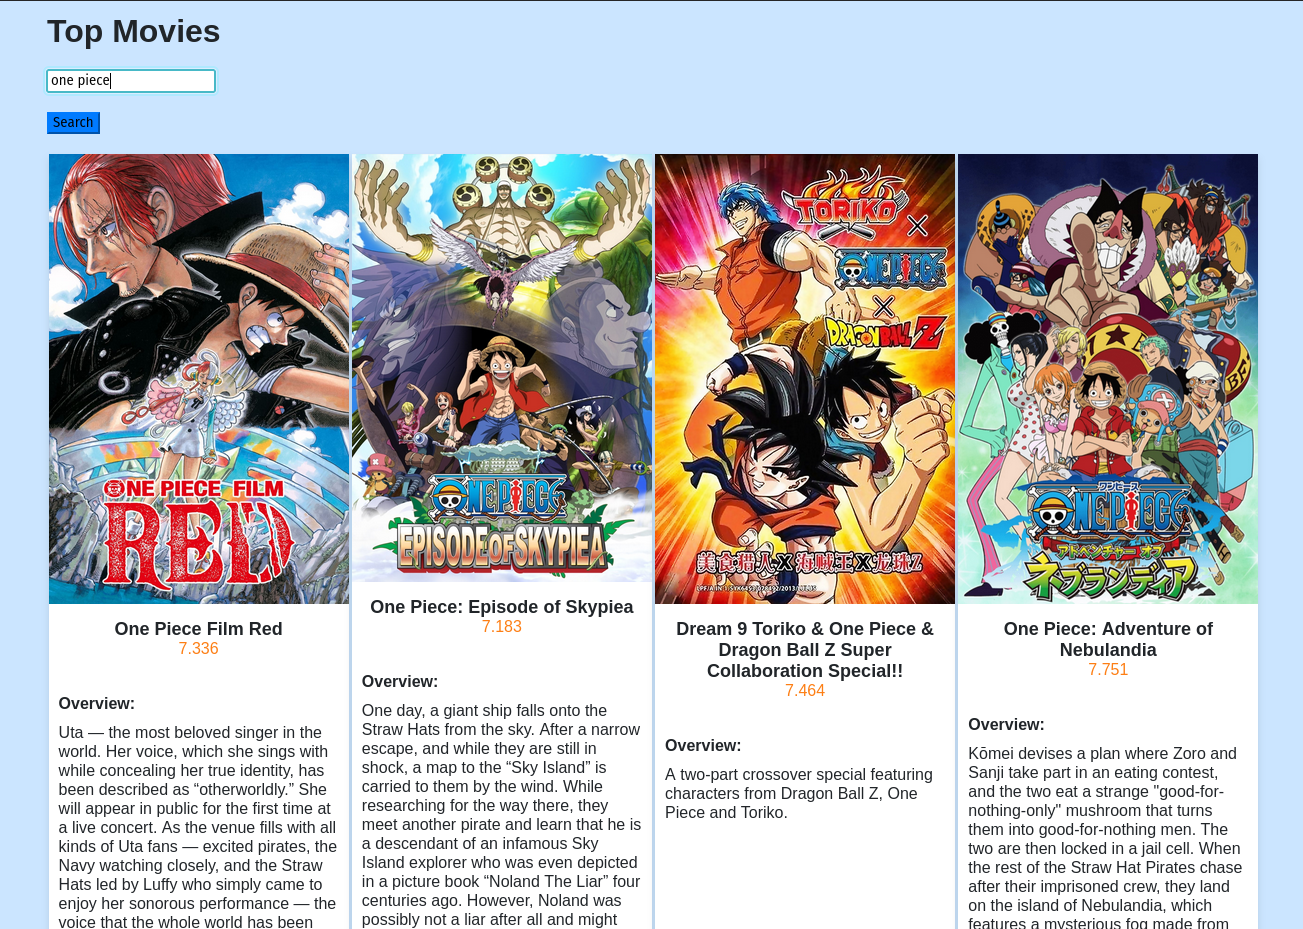 Top Movies
one piece
Search
ONE PIECE FILM
RED
ONE PIECE
EPISODE OF SKYPIEA
TORIKO
×
ONE PIECE
×
DRAGON BALL Z
美食猎人×海贼王×龙珠Z
BF
ワンピース
ONE PIECE
アドベンチャー オブ
ネブランディア
One Piece Film Red
7.336
Overview:
Uta — the most beloved singer in the
world. Her voice, which she sings with
while concealing her true identity, has
been described as “otherworldly.” She
will appear in public for the first time at
a live concert. As the venue fills with all
kinds of Uta fans — excited pirates, the
Navy watching closely, and the Straw
Hats led by Luffy who simply came to
enjoy her sonorous performance — the
voice that the whole world has been
One Piece: Episode of Skypiea
7.183
Overview:
One day, a giant ship falls onto the
Straw Hats from the sky. After a narrow
escape, and while they are still in
shock, a map to the “Sky Island” is
carried to them by the wind. While
researching for the way there, they
meet another pirate and learn that he is
a descendant of an infamous Sky
Island explorer who was even depicted
in a picture book “Noland The Liar” four
centuries ago. However, Noland was
possibly not a liar after all and might
Dream 9 Toriko & One Piece &
Dragon Ball Z Super
Collaboration Special!!
7.464
Overview:
A two-part crossover special featuring
characters from Dragon Ball Z, One
Piece and Toriko.
One Piece: Adventure of
Nebulandia
7.751
Overview:
Kōmei devises a plan where Zoro and
Sanji take part in an eating contest,
and the two eat a strange "good-for-
nothing-only" mushroom that turns
them into good-for-nothing men. The
two are then locked in a jail cell. When
the rest of the Straw Hat Pirates chase
after their imprisoned crew, they land
on the island of Nebulandia, which
features a mysterious fog made from